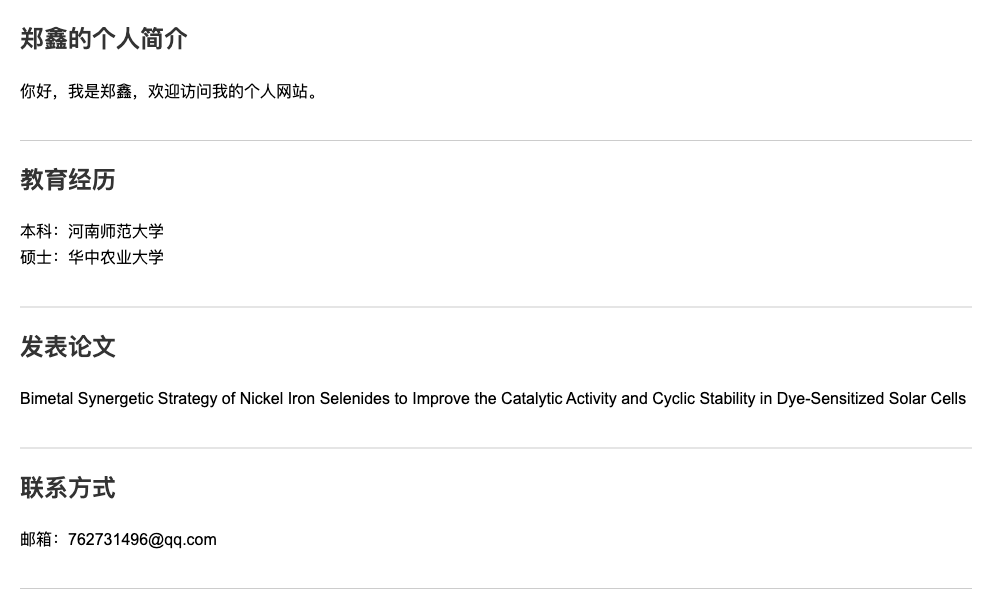 郑鑫的个人简介
你好，我是郑鑫，欢迎访问我的个人网站。
教育经历
本科：河南师范大学
硕士：华中农业大学
发表论文
Bimetal Synergetic Strategy of Nickel Iron Selenides to Improve the Catalytic Activity and Cyclic Stability in Dye-Sensitized Solar Cells
联系方式
邮箱：762731496@qq.com